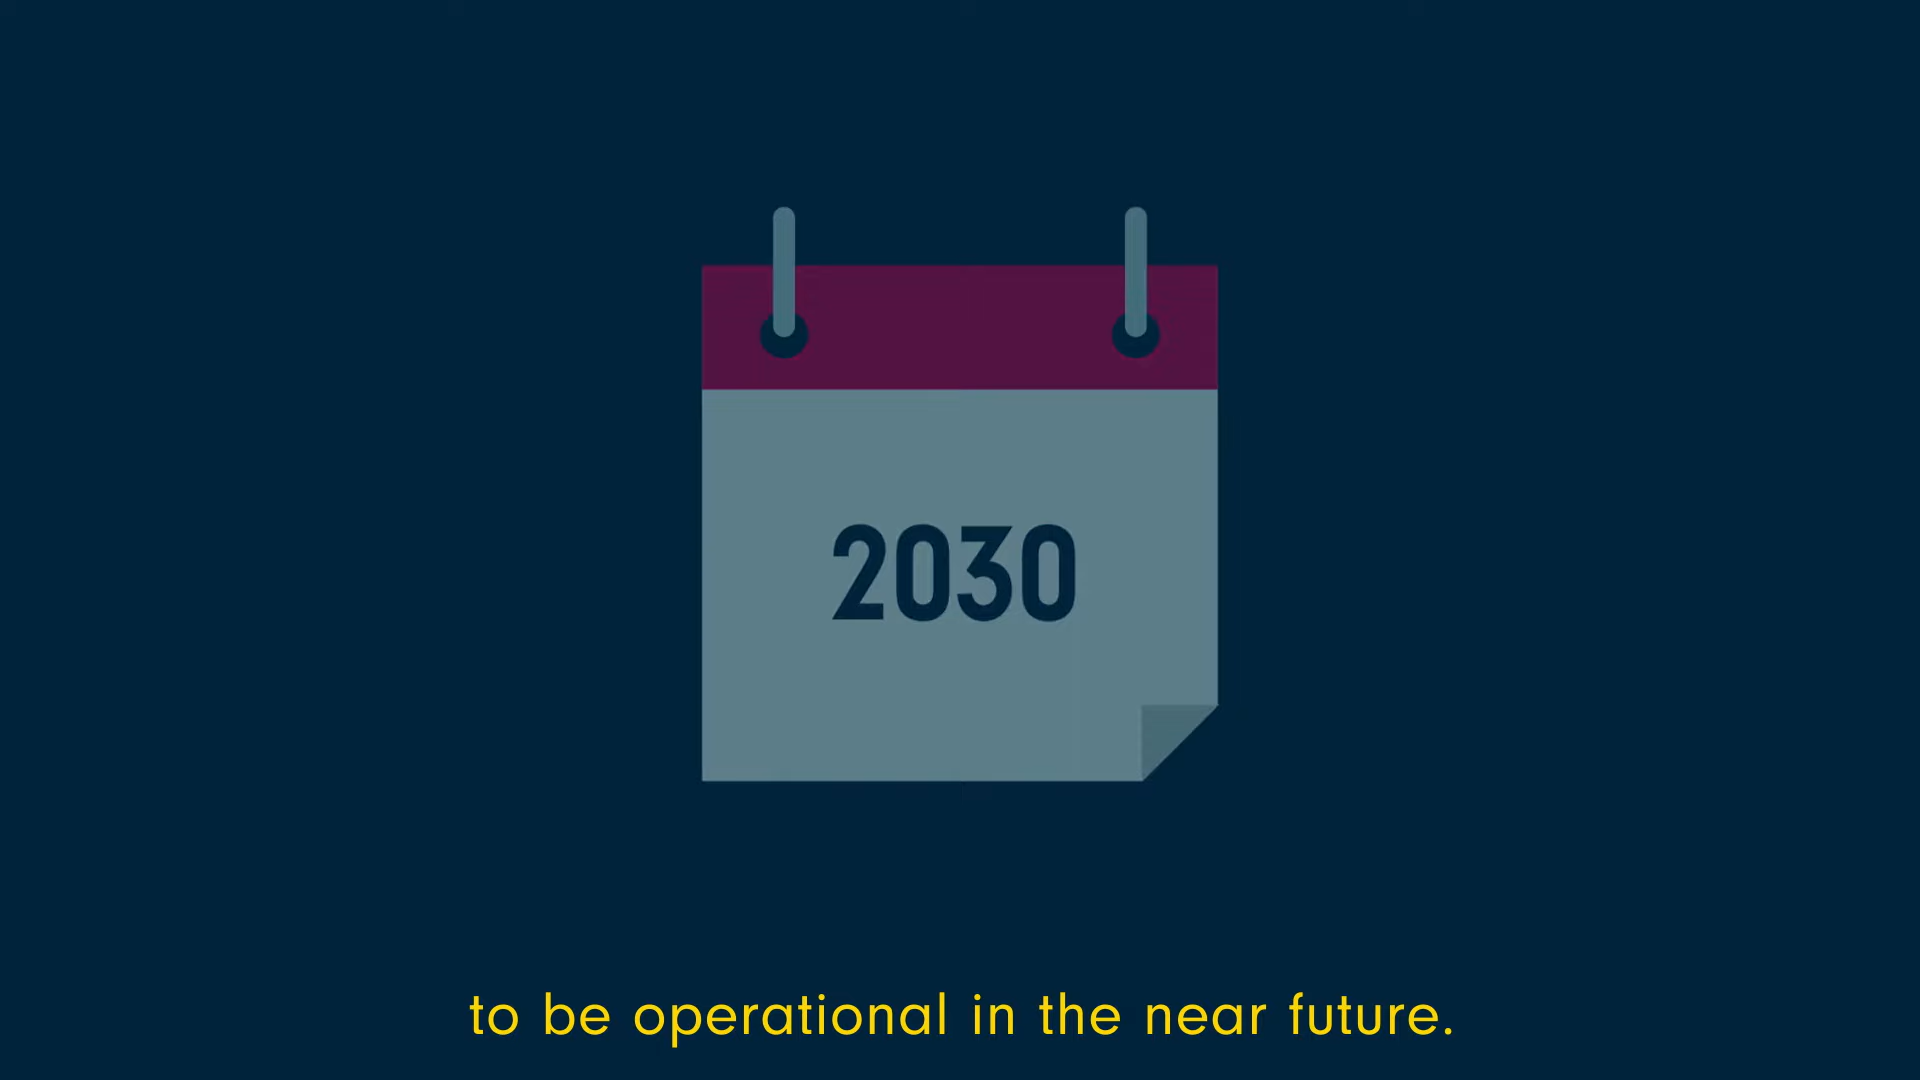 2030
to be operational in the near future.